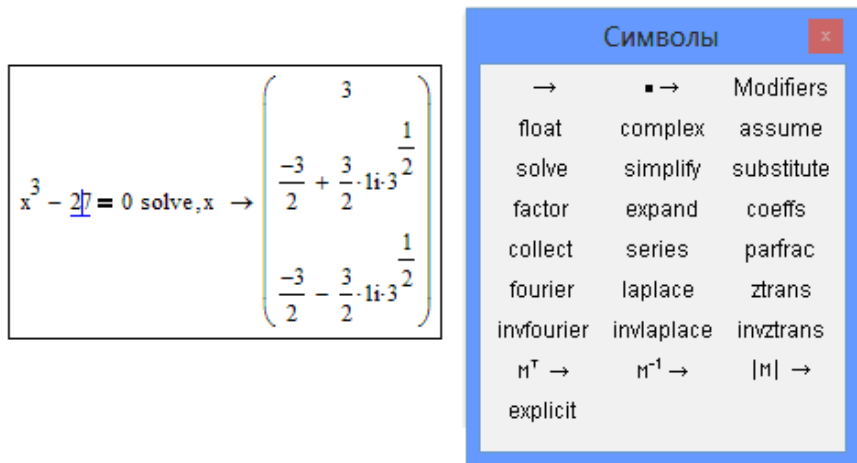 x^3 − 27 = 0 solve,x →
3
−3/2 + 3/2·1i·3^(1/2)
−3/2 − 3/2·1i·3^(1/2)
Символы x
→ ▪ → Modifiers
float complex assume
solve simplify substitute
factor expand coeffs
collect series parfrac
fourier laplace ztrans
invfourier invlaplace invztrans
M^T → M^-1 → |M| →
explicit